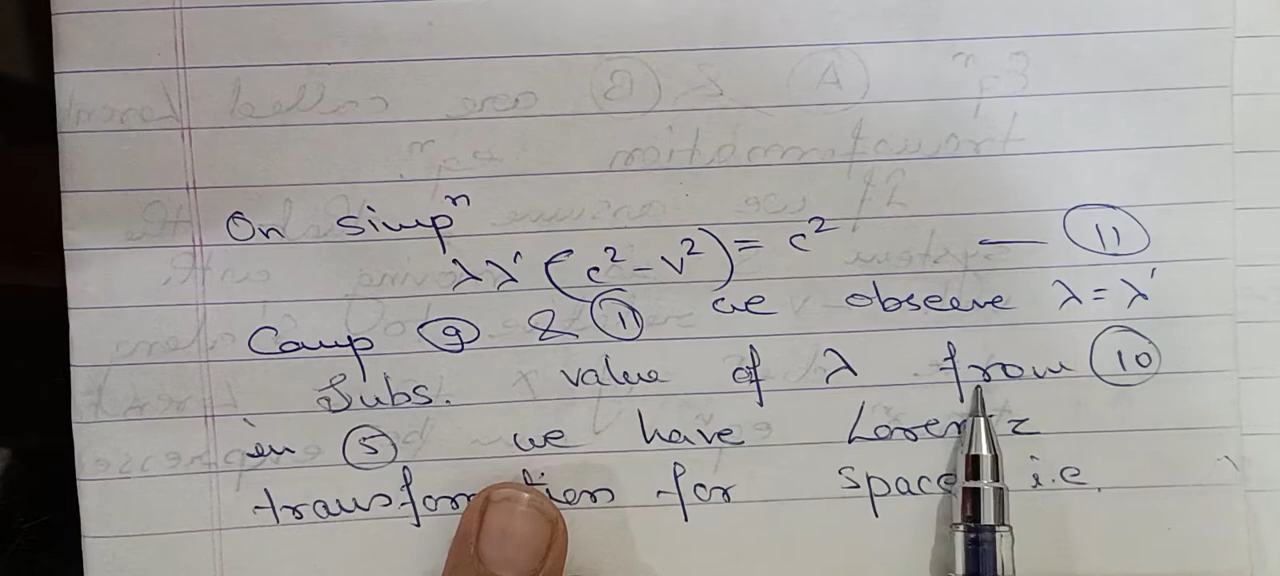 On simpⁿ
λλ' (c² - v²) = c² — 11
Comp 9 & 11 we observe λ = λ'
Subs. value of λ from 10
in 5 we have Lorentz
transformation for space i.e.